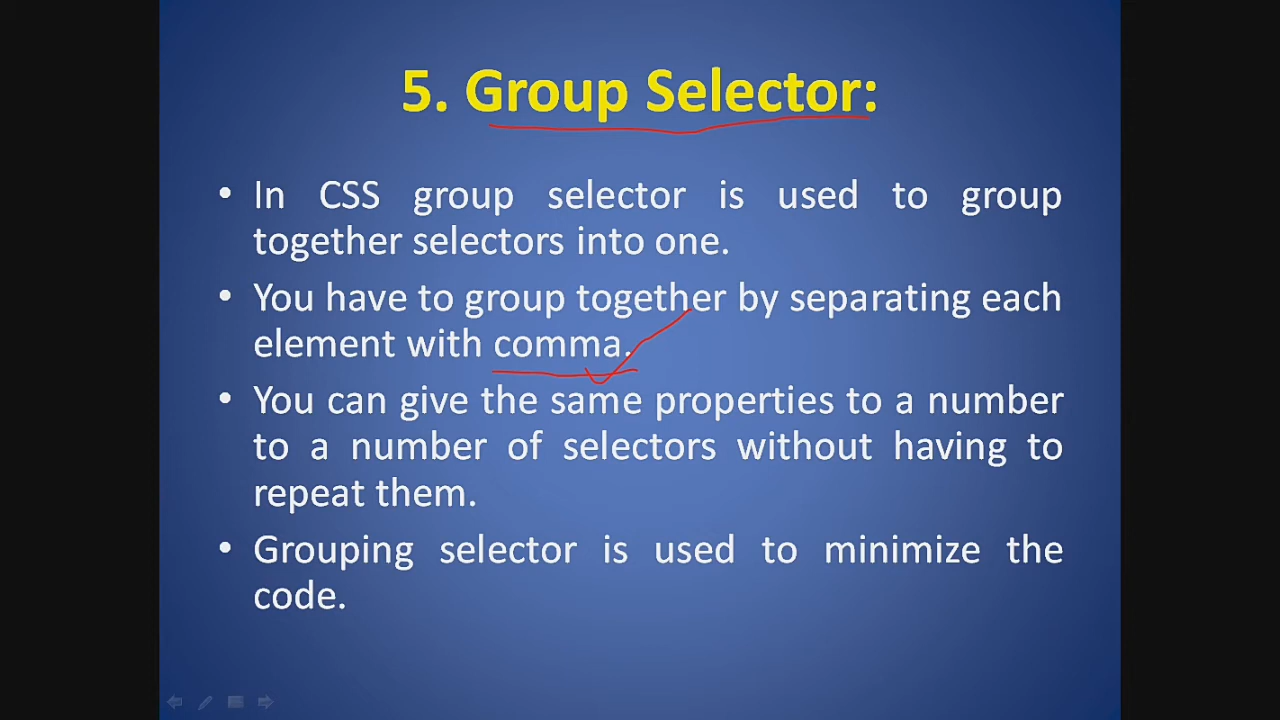 5. Group Selector:
• In CSS group selector is used to group
together selectors into one.
• You have to group together by separating each
element with comma.
• You can give the same properties to a number
to a number of selectors without having to
repeat them.
• Grouping selector is used to minimize the
code.